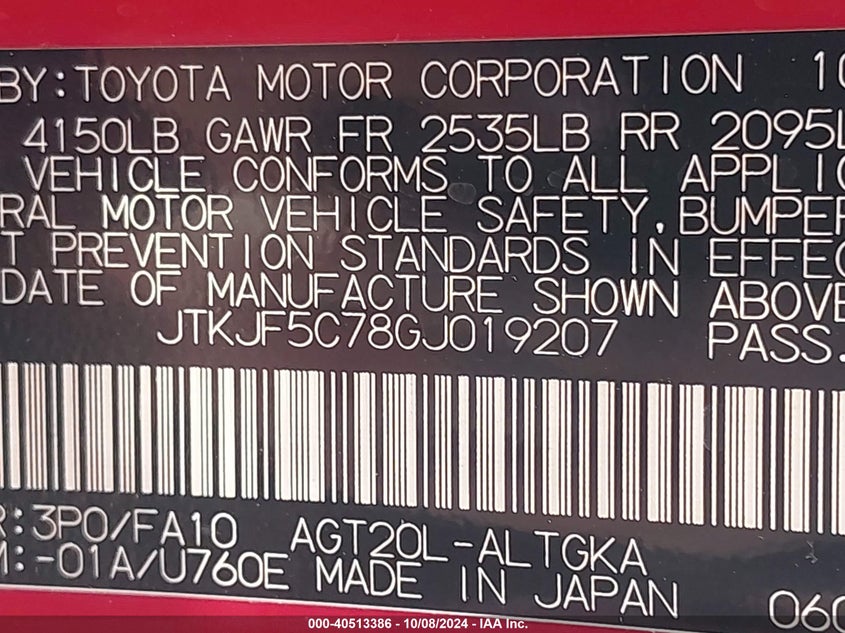 BY:TOYOTA MOTOR CORPORATION 10
4150LB GAWR FR 2535LB RR 2095L
VEHICLE CONFORMS TO ALL APPLIC
RAL MOTOR VEHICLE SAFETY,BUMPER
T PREVENTION STANDARDS IN EFFEC
DATE OF MANUFACTURE SHOWN ABOVE
JTKJF5C78GJ019207 PASS.
R:3P0/FA10 AGT20L-ALTGKA
M:-01A/U760E MADE IN JAPAN 060
000-40513386 - 10/08/2024 - IAA Inc.